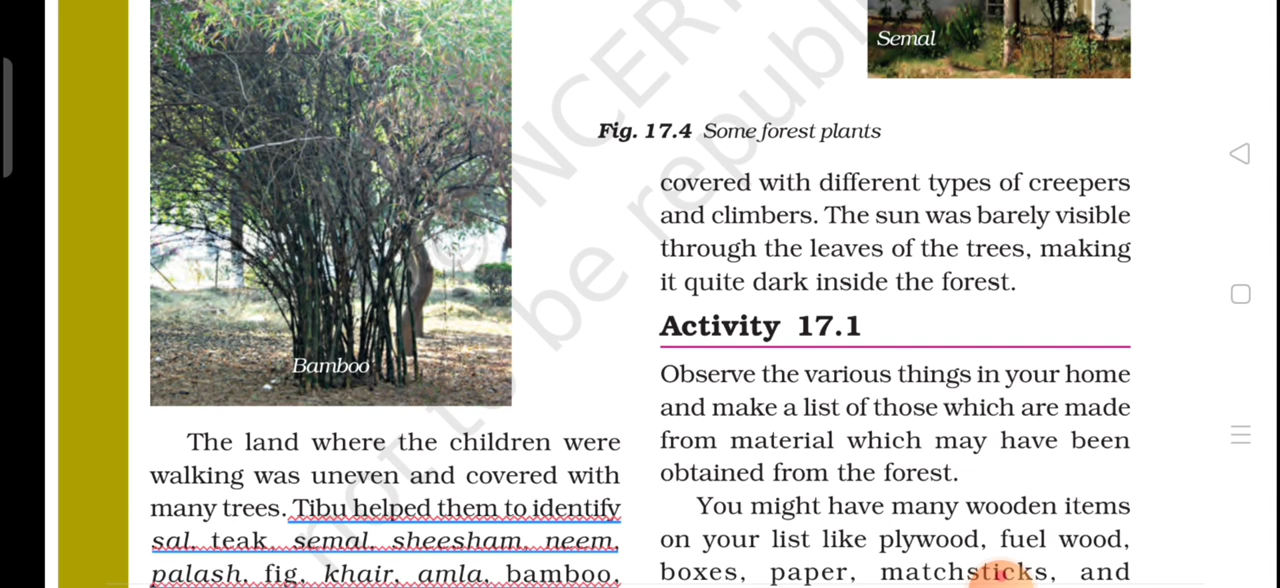 Semal
Fig. 17.4 Some forest plants
Bamboo
The land where the children were
walking was uneven and covered with
many trees. Tibu helped them to identify
sal, teak, semal, sheesham, neem,
palash, fig, khair, amla, bamboo,
covered with different types of creepers
and climbers. The sun was barely visible
through the leaves of the trees, making
it quite dark inside the forest.
Activity 17.1
Observe the various things in your home
and make a list of those which are made
from material which may have been
obtained from the forest.
You might have many wooden items
on your list like plywood, fuel wood,
boxes, paper, matchsticks, and
NCER
not to be republ